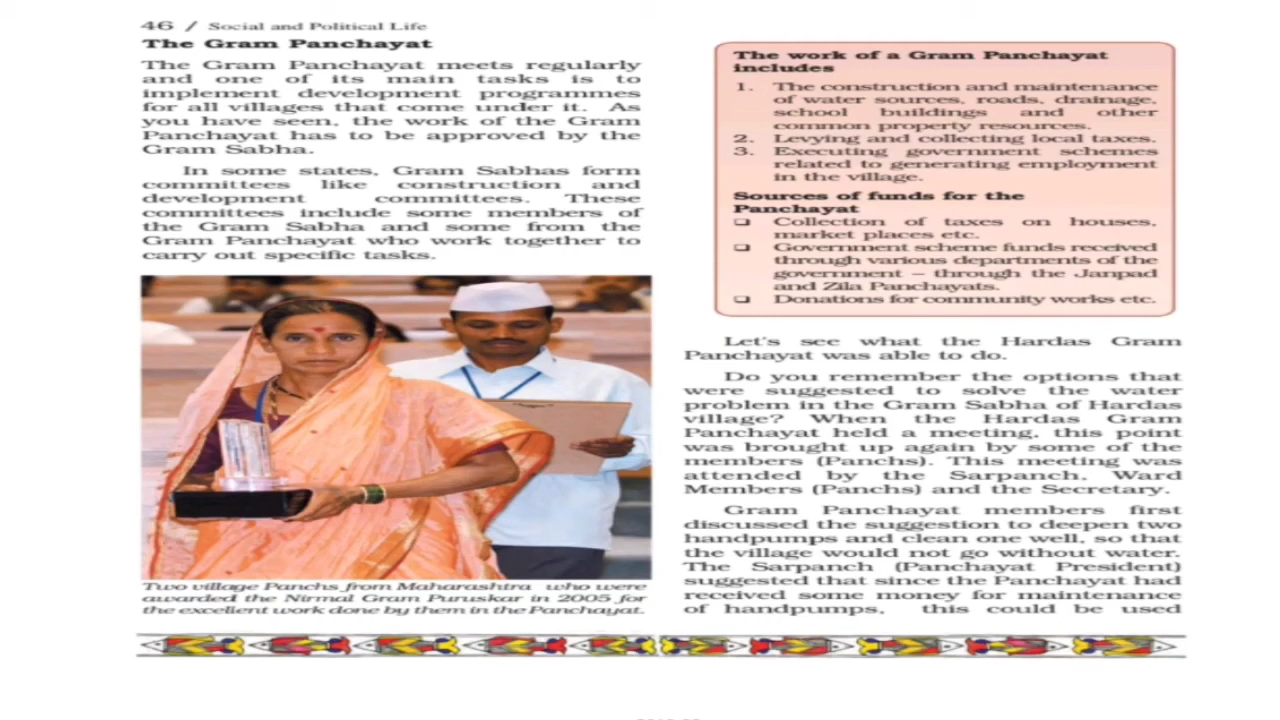 46 / Social and Political Life
The Gram Panchayat
The Gram Panchayat meets regularly
and one of its main tasks is to
implement development programmes
for all villages that come under it. As
you have seen, the work of the Gram
Panchayat has to be approved by the
Gram Sabha.
In some states, Gram Sabhas form
committees like construction and
development committees. These
committees include some members of
the Gram Sabha and some from the
Gram Panchayat who work together to
carry out specific tasks.
Two village Panchs from Maharashtra who were
awarded the Nirmal Gram Puruskar in 2005 for
the excellent work done by them in the Panchayat.
The work of a Gram Panchayat
includes
1. The construction and maintenance
of water sources, roads, drainage,
school buildings and other
common property resources.
2. Levying and collecting local taxes.
3. Executing government schemes
related to generating employment
in the village.
Sources of funds for the
Panchayat
❑ Collection of taxes on houses,
market places etc.
❑ Government scheme funds received
through various departments of the
government – through the Janpad
and Zila Panchayats.
❑ Donations for community works etc.
Let's see what the Hardas Gram
Panchayat was able to do.
Do you remember the options that
were suggested to solve the water
problem in the Gram Sabha of Hardas
village? When the Hardas Gram
Panchayat held a meeting, this point
was brought up again by some of the
members (Panchs). This meeting was
attended by the Sarpanch, Ward
Members (Panchs) and the Secretary.
Gram Panchayat members first
discussed the suggestion to deepen two
handpumps and clean one well, so that
the village would not go without water.
The Sarpanch (Panchayat President)
suggested that since the Panchayat had
received some money for maintenance
of handpumps, this could be used